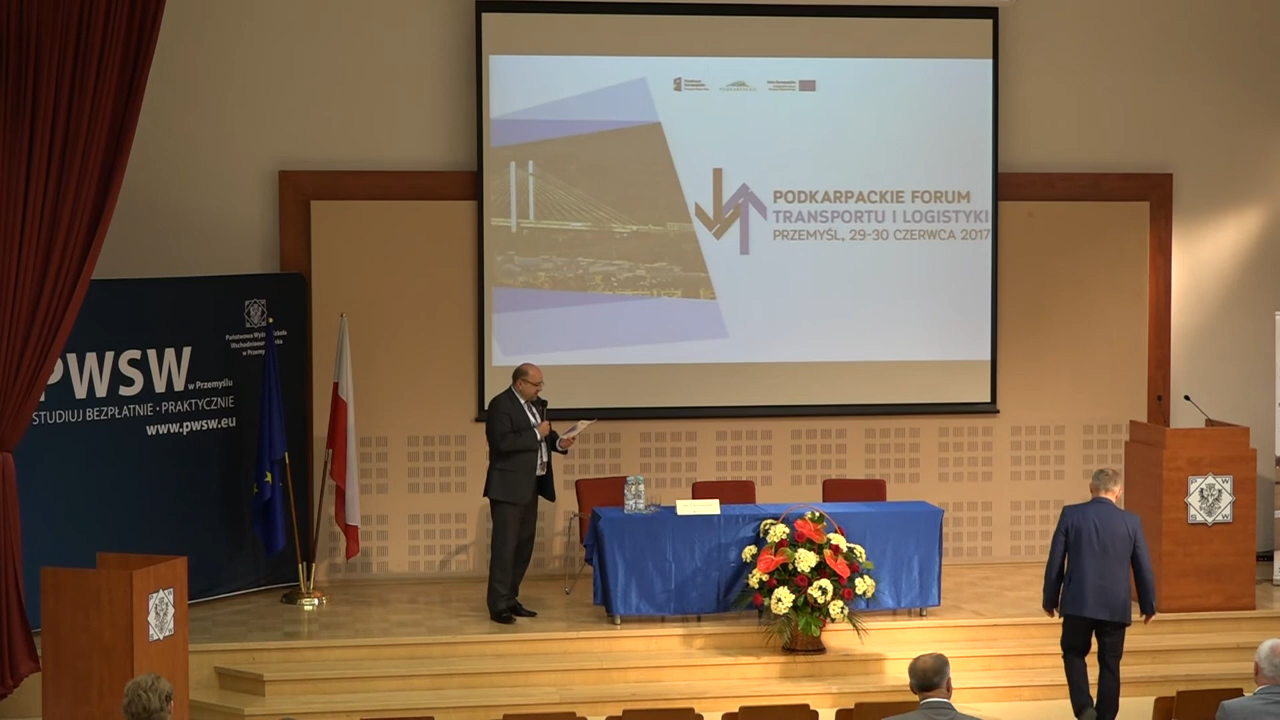 PODKARPACKIE FORUM
TRANSPORTU I LOGISTYKI
PRZEMYŚL, 29-30 CZERWCA 2017
PWSW
w Przemyślu
STUDIUJ BEZPŁATNIE • PRAKTYCZNIE
www.pwsw.eu
P W
S W